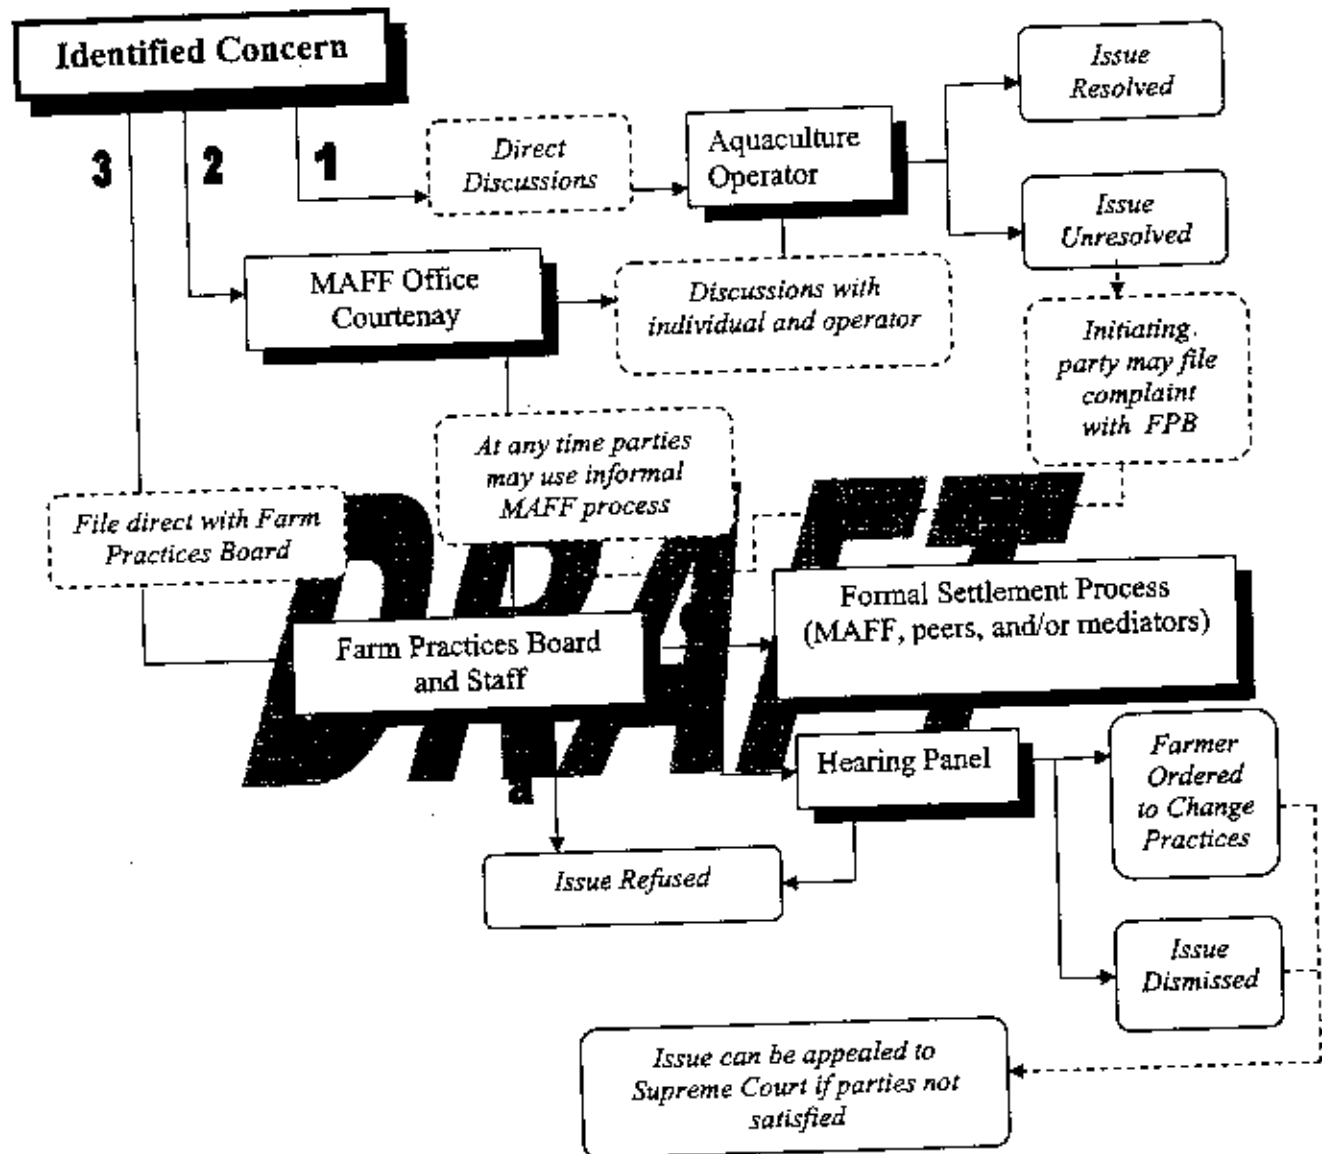 Identified Concern
3
2
1
Direct
Discussions
Aquaculture
Operator
Issue
Resolved
Issue
Unresolved
MAFF Office
Courtenay
Discussions with
individual and operator
Initiating
party may file
complaint
with FPB
At any time parties
may use informal
MAFF process
File direct with Farm
Practices Board
DRAFT
Farm Practices Board
and Staff
Formal Settlement Process
(MAFF, peers, and/or mediators)
a
Hearing Panel
Issue Refused
Farmer
Ordered
to Change
Practices
Issue
Dismissed
Issue can be appealed to
Supreme Court if parties not
satisfied